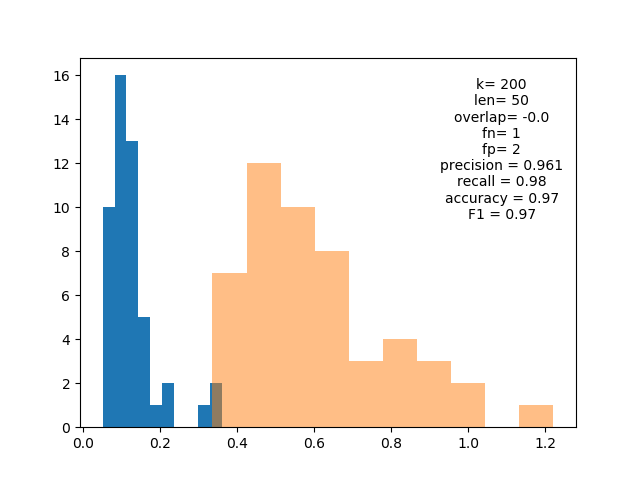 16
14
12
10
8
6
4
2
0
0.0 0.2 0.4 0.6 0.8 1.0 1.2
k= 200
len= 50
overlap= -0.0
fn= 1
fp= 2
precision = 0.961
recall = 0.98
accuracy = 0.97
F1 = 0.97